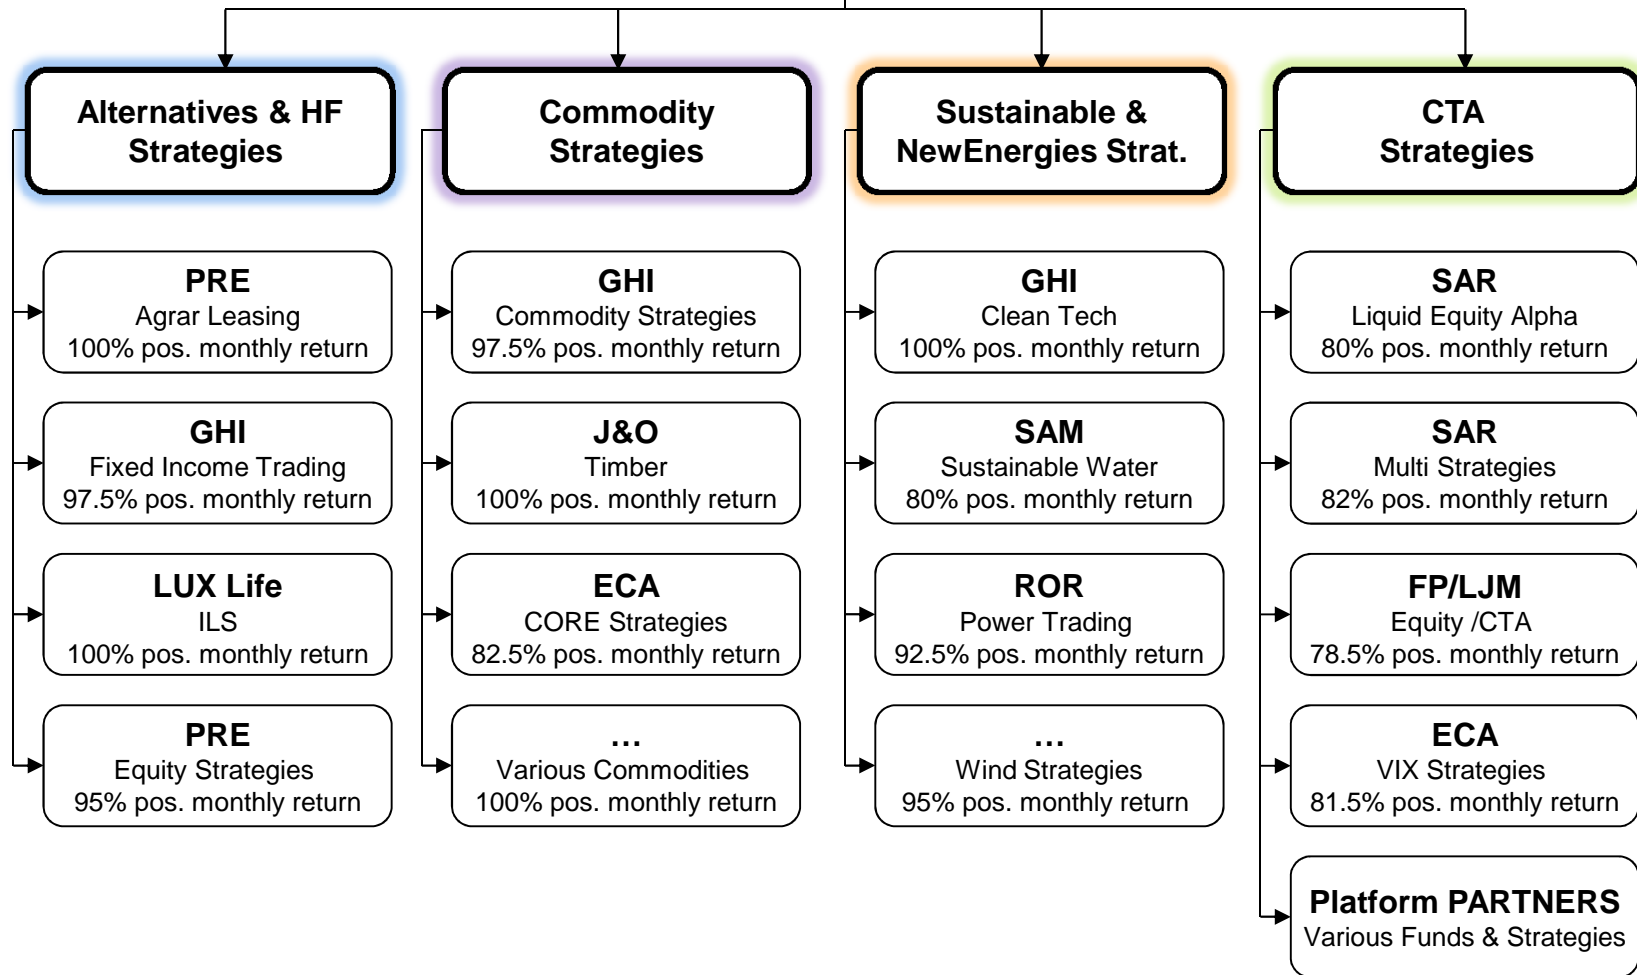 Alternatives & HF
Strategies
PRE
Agrar Leasing
100% pos. monthly return
GHI
Fixed Income Trading
97.5% pos. monthly return
LUX Life
ILS
100% pos. monthly return
PRE
Equity Strategies
95% pos. monthly return
Commodity
Strategies
GHI
Commodity Strategies
97.5% pos. monthly return
J&O
Timber
100% pos. monthly return
ECA
CORE Strategies
82.5% pos. monthly return
...
Various Commodities
100% pos. monthly return
Sustainable &
NewEnergies Strat.
GHI
Clean Tech
100% pos. monthly return
SAM
Sustainable Water
80% pos. monthly return
ROR
Power Trading
92.5% pos. monthly return
...
Wind Strategies
95% pos. monthly return
CTA
Strategies
SAR
Liquid Equity Alpha
80% pos. monthly return
SAR
Multi Strategies
82% pos. monthly return
FP/LJM
Equity /CTA
78.5% pos. monthly return
ECA
VIX Strategies
81.5% pos. monthly return
Platform PARTNERS
Various Funds & Strategies